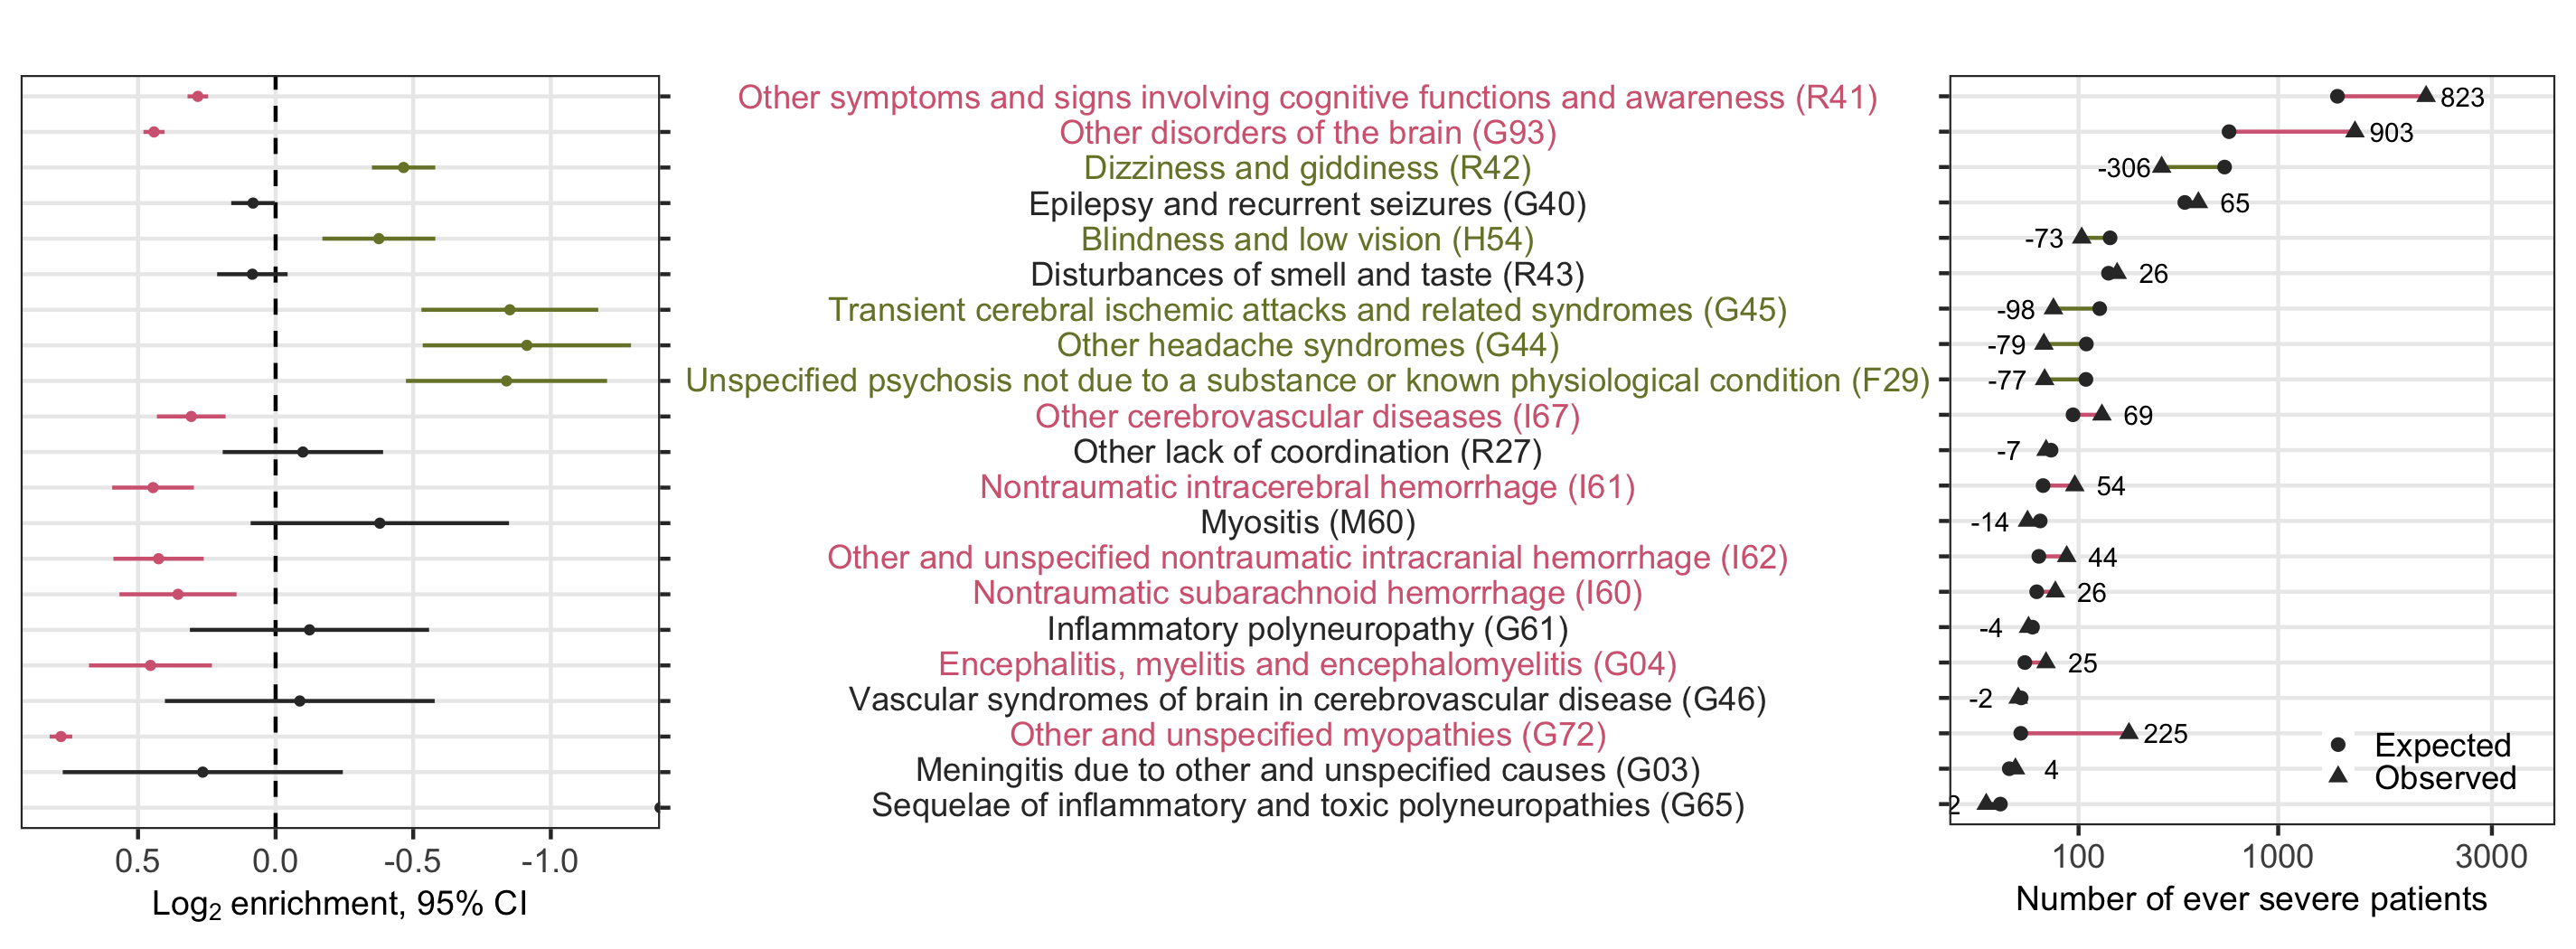 Other symptoms and signs involving cognitive functions and awareness (R41) 823
Other disorders of the brain (G93) 903
Dizziness and giddiness (R42) -306
Epilepsy and recurrent seizures (G40) 65
Blindness and low vision (H54) -73
Disturbances of smell and taste (R43) 26
Transient cerebral ischemic attacks and related syndromes (G45) -98
Other headache syndromes (G44) -79
Unspecified psychosis not due to a substance or known physiological condition (F29) -77
Other cerebrovascular diseases (I67) 69
Other lack of coordination (R27) -7
Nontraumatic intracerebral hemorrhage (I61) 54
Myositis (M60) -14
Other and unspecified nontraumatic intracranial hemorrhage (I62) 44
Nontraumatic subarachnoid hemorrhage (I60) 26
Inflammatory polyneuropathy (G61) -4
Encephalitis, myelitis and encephalomyelitis (G04) 25
Vascular syndromes of brain in cerebrovascular disease (G46) -2
Other and unspecified myopathies (G72) 225
Expected
Meningitis due to other and unspecified causes (G03) 4
Observed
Sequelae of inflammatory and toxic polyneuropathies (G65) 2
0.5 0.0 -0.5 -1.0
100 1000 3000
Log₂ enrichment, 95% CI
Number of ever severe patients